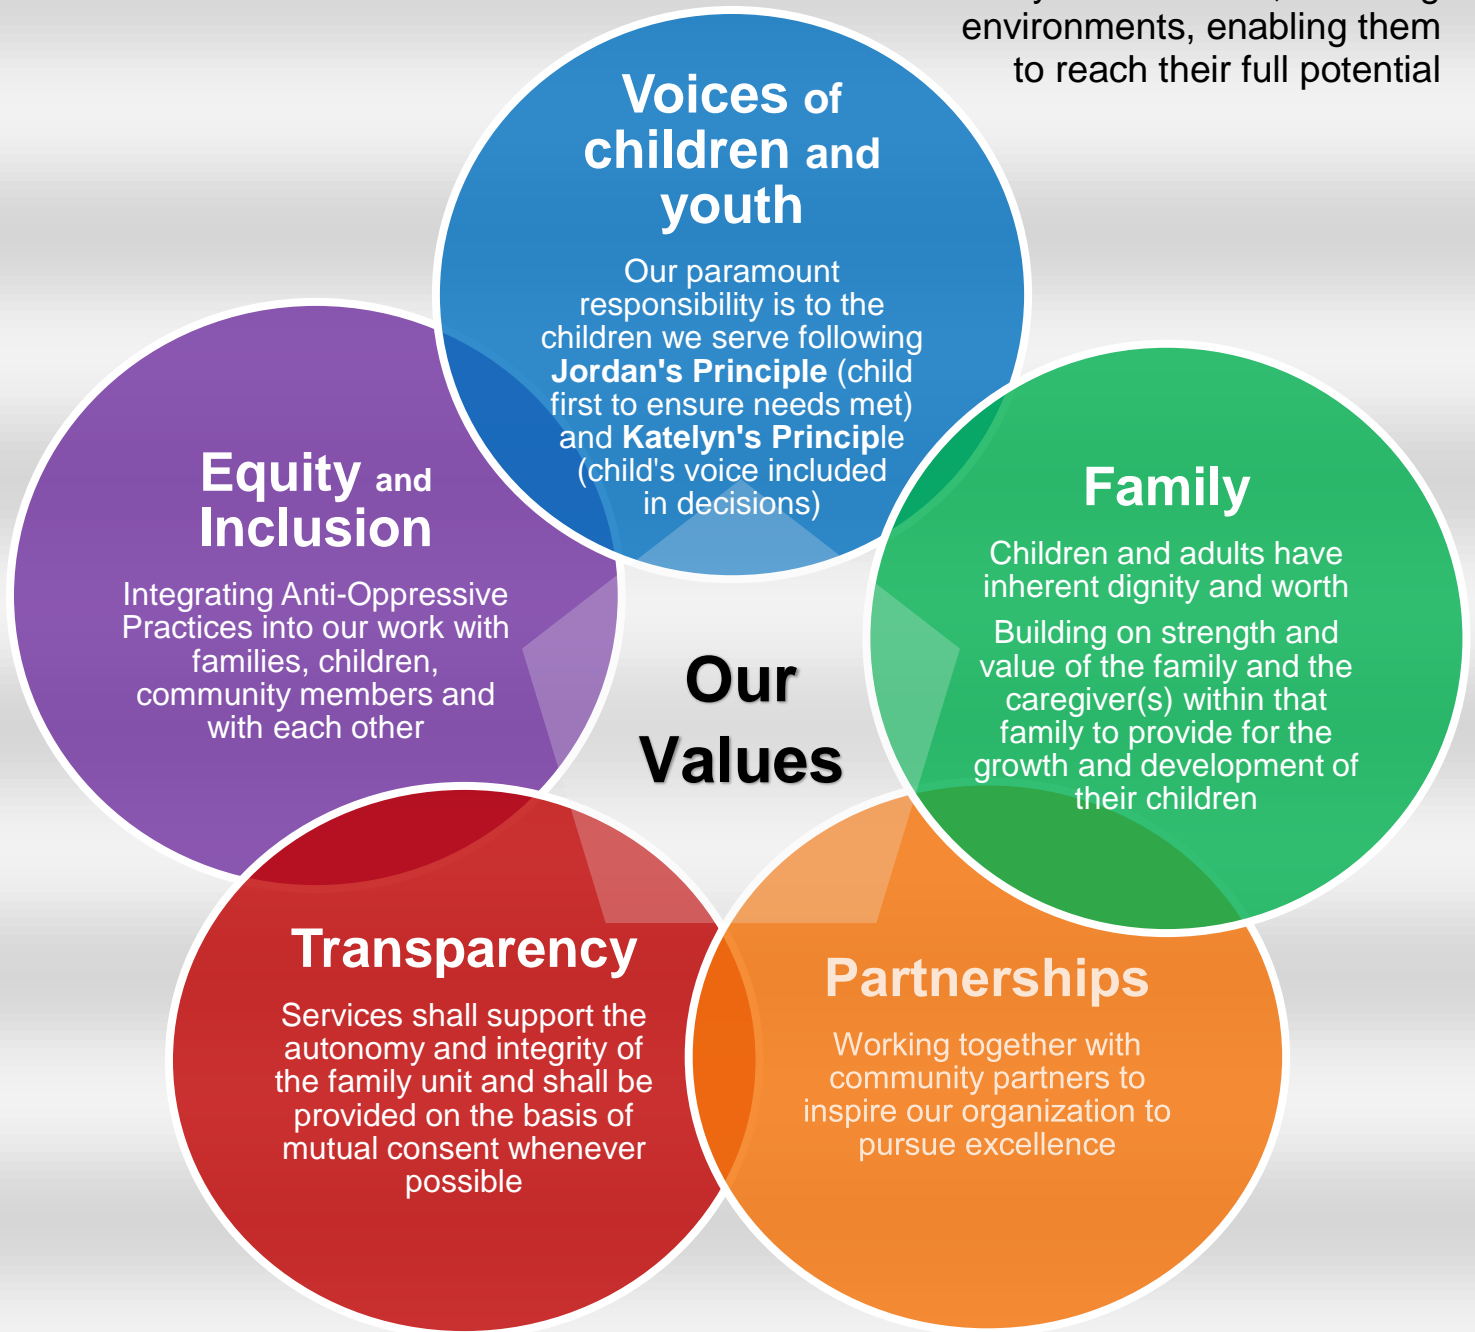 environments, enabling them
to reach their full potential
Voices of
children and
youth
Our paramount
responsibility is to the
children we serve following
Jordan's Principle (child
first to ensure needs met)
and Katelyn's Principle
(child's voice included
in decisions)
Equity and
Inclusion
Integrating Anti-Oppressive
Practices into our work with
families, children,
community members and
with each other
Family
Children and adults have
inherent dignity and worth
Building on strength and
value of the family and the
caregiver(s) within that
family to provide for the
growth and development of
their children
Our
Values
Transparency
Services shall support the
autonomy and integrity of
the family unit and shall be
provided on the basis of
mutual consent whenever
possible
Partnerships
Working together with
community partners to
inspire our organization to
pursue excellence